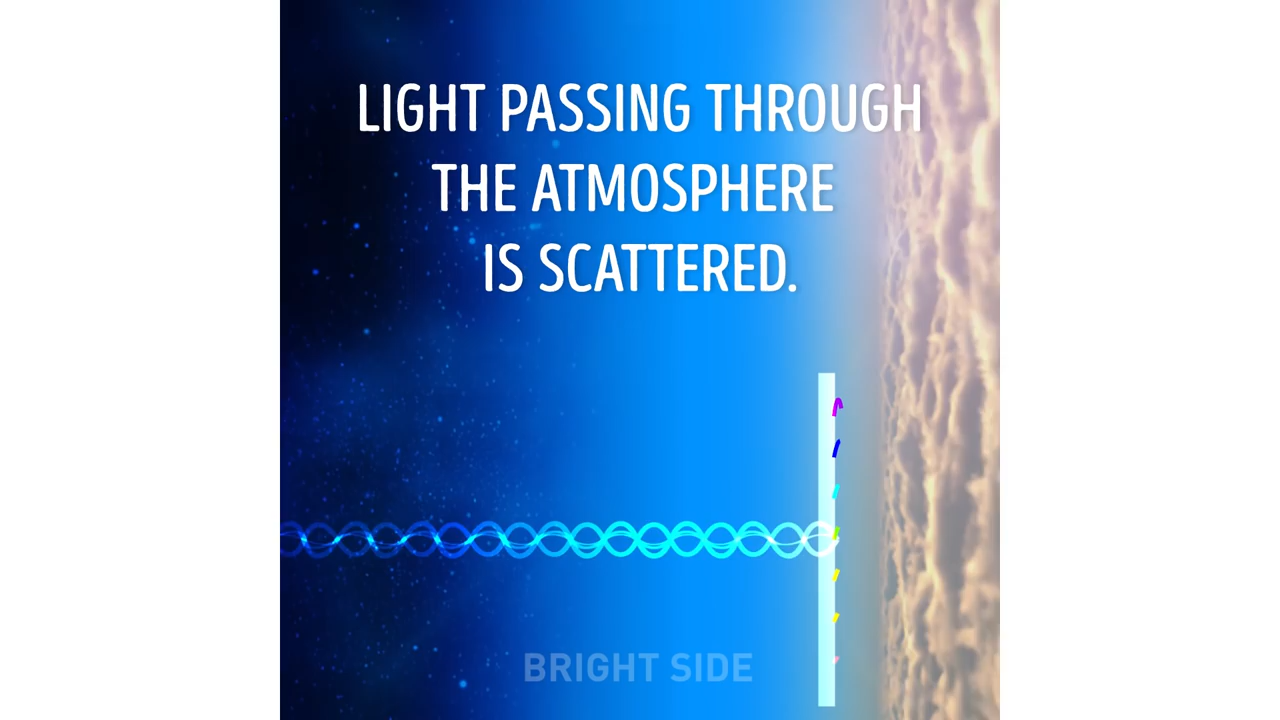 LIGHT PASSING THROUGH
THE ATMOSPHERE
IS SCATTERED.
BRIGHT SIDE